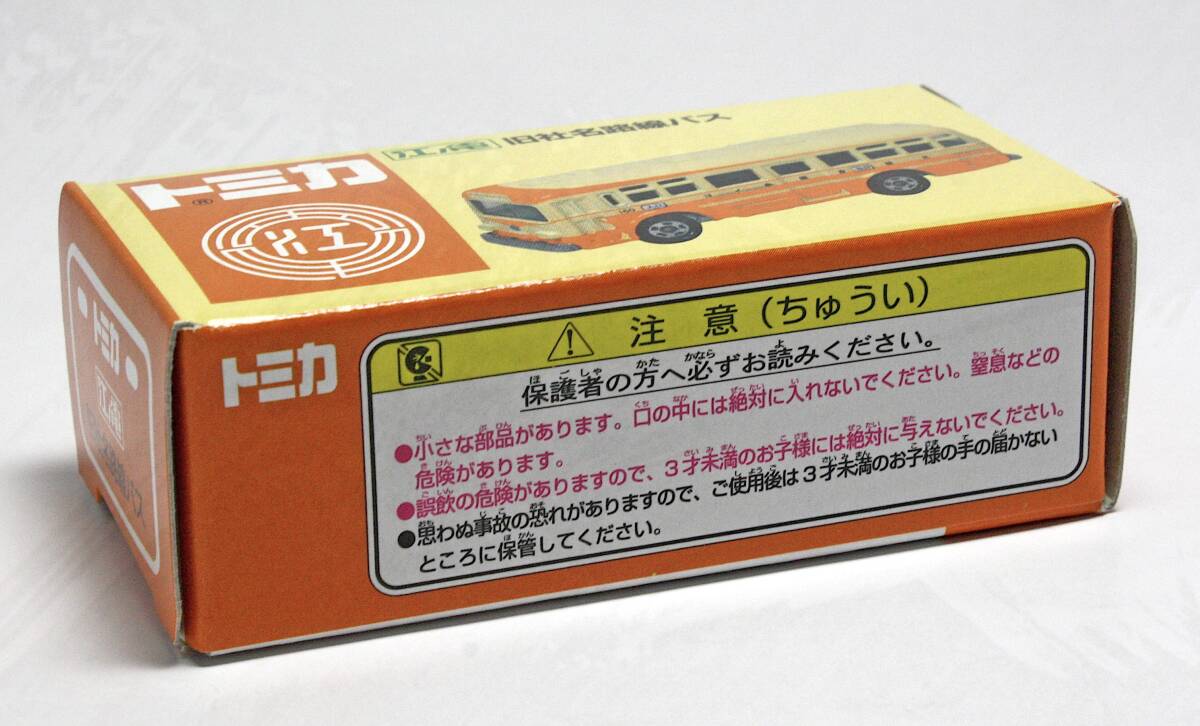 トミカ
®
江
江ノ電 旧社名路線バス
トミカ
江ノ電
トミカ
注 意(ちゅうい)
保護者の方へ必ずお読みください。
●小さな部品があります。口の中には絶対に入れないでください。窒息などの
危険があります。
●誤飲の危険がありますので、3才未満のお子様には絶対に与えないでください。
●思わぬ事故の恐れがありますので、ご使用後は3才未満のお子様の手の届かない
ところに保管してください。